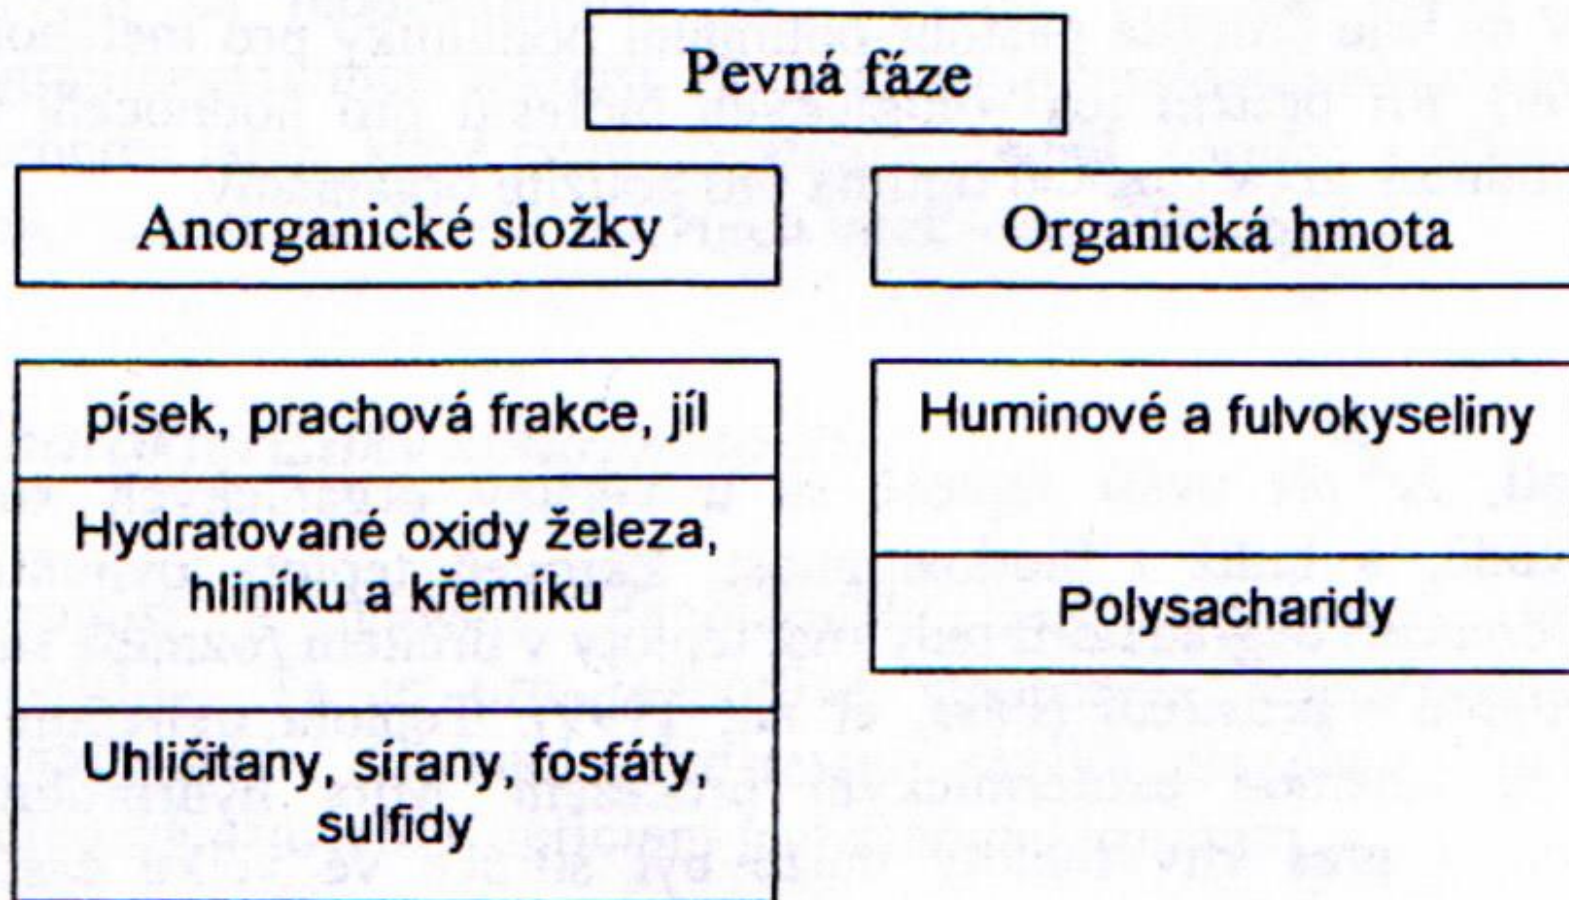 Pevná fáze
Anorganické složky
Organická hmota
písek, prachová frakce, jíl
Hydratované oxidy železa,
hliníku a křemíku
Uhličitany, sírany, fosfáty,
sulfidy
Huminové a fulvokyseliny
Polysacharidy